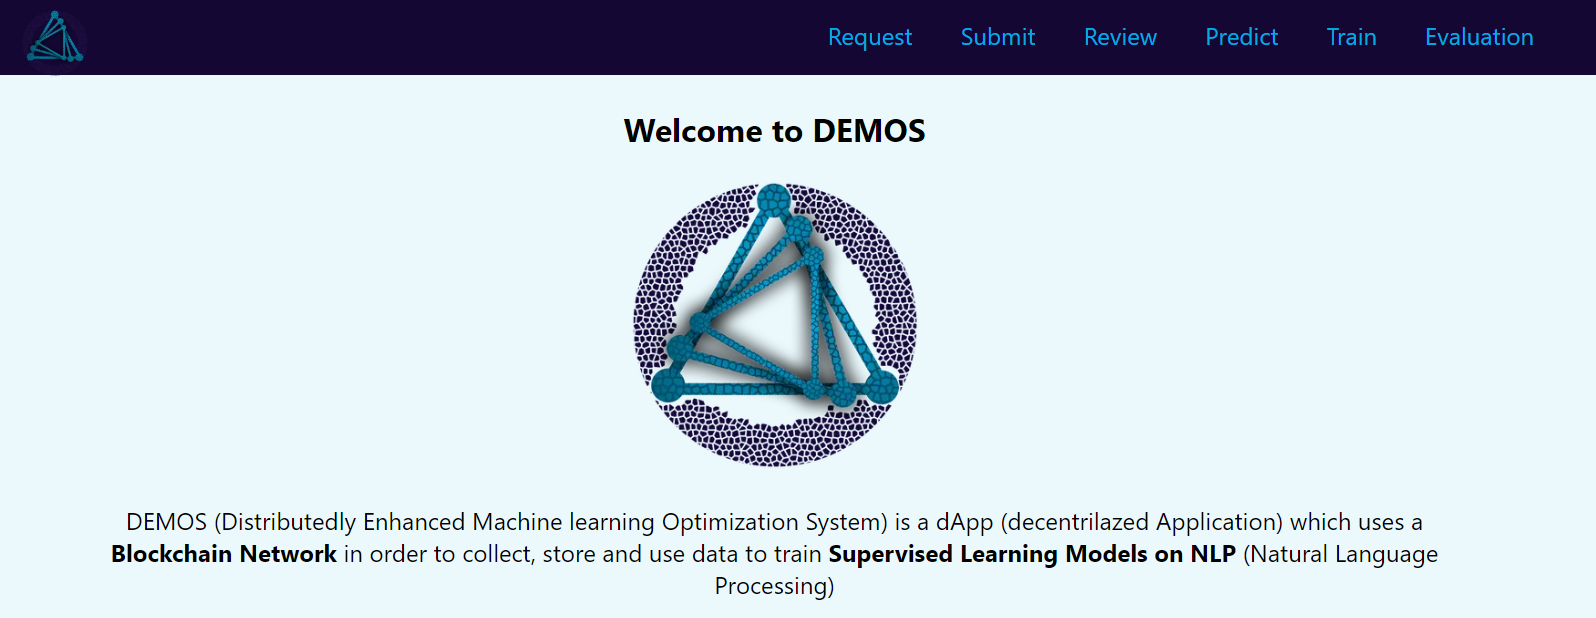 Request Submit Review Predict Train Evaluation
Welcome to DEMOS
DEMOS (Distributedly Enhanced Machine learning Optimization System) is a dApp (decentrilazed Application) which uses a
Blockchain Network in order to collect, store and use data to train Supervised Learning Models on NLP (Natural Language
Processing)